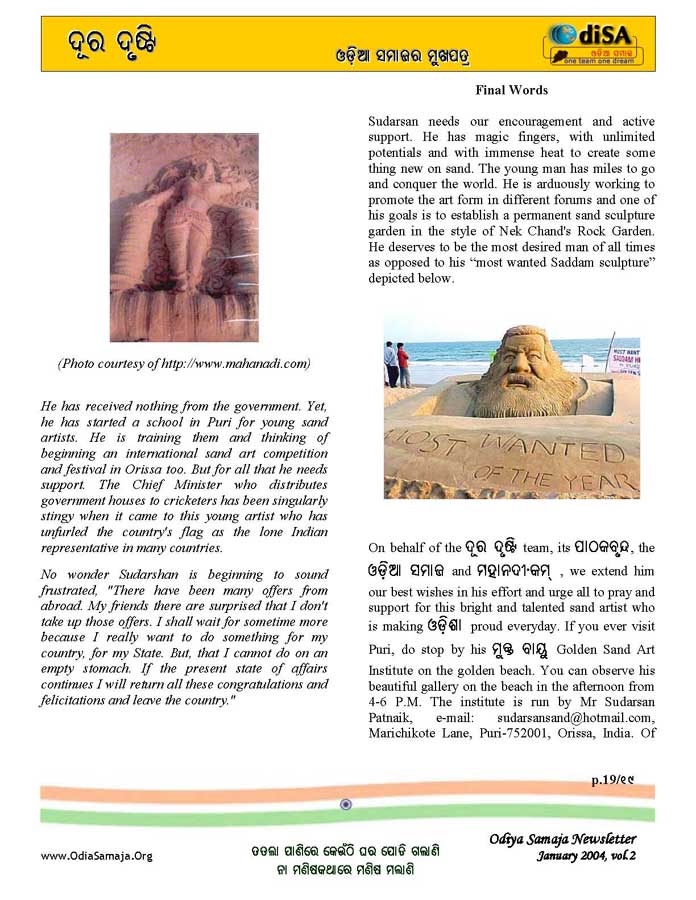 ଦୂର ଦୃଷ୍ଟି
ଓଡ଼ିଆ ସମାଜର ମୁଖପତ୍ର
OdiSA
ଓଡ଼ିଆ ସମାଜ
one team one dream
(Photo courtesy of http://www.mahanadi.com)
He has received nothing from the government. Yet,
he has started a school in Puri for young sand
artists. He is training them and thinking of
beginning an international sand art competition
and festival in Orissa too. But for all that he needs
support. The Chief Minister who distributes
government houses to cricketers has been singularly
stingy when it came to this young artist who has
unfurled the country's flag as the lone Indian
representative in many countries.
No wonder Sudarshan is beginning to sound
frustrated, "There have been many offers from
abroad. My friends there are surprised that I don't
take up those offers. I shall wait for sometime more
because I really want to do something for my
country, for my State. But, that I cannot do on an
empty stomach. If the present state of affairs
continues I will return all these congratulations and
felicitations and leave the country."
Final Words
Sudarsan needs our encouragement and active
support. He has magic fingers, with unlimited
potentials and with immense heat to create some
thing new on sand. The young man has miles to go
and conquer the world. He is arduously working to
promote the art form in different forums and one of
his goals is to establish a permanent sand sculpture
garden in the style of Nek Chand's Rock Garden.
He deserves to be the most desired man of all times
as opposed to his “most wanted Saddam sculpture”
depicted below.
MOST WANT
SADDAM H
MOST WANTED
OF THE YEAR
On behalf of the ଦୂର ଦୃଷ୍ଟି team, its ପାଠକବୃନ୍ଦ, the
ଓଡ଼ିଆ ସମାଜ and ମହାନଦୀ.କମ୍ , we extend him
our best wishes in his effort and urge all to pray and
support for this bright and talented sand artist who
is making ଓଡ଼ିଶା proud everyday. If you ever visit
Puri, do stop by his ମୁକ୍ତ ବାୟୁ Golden Sand Art
Institute on the golden beach. You can observe his
beautiful gallery on the beach in the afternoon from
4-6 P.M. The institute is run by Mr Sudarsan
Patnaik, e-mail: sudarsansand@hotmail.com,
Marichikote Lane, Puri-752001, Orissa, India. Of
p.19/୧୯
www.OdiaSamaja.Org
ତତଲା ପାଣିରେ କେଉଁଠି ଘର ପୋଡି ଗଲାଣି
ନା ମଣିଷକଥାରେ ମଣିଷ ମଲାଣି
Odiya Samaja Newsletter
January 2004, vol.2